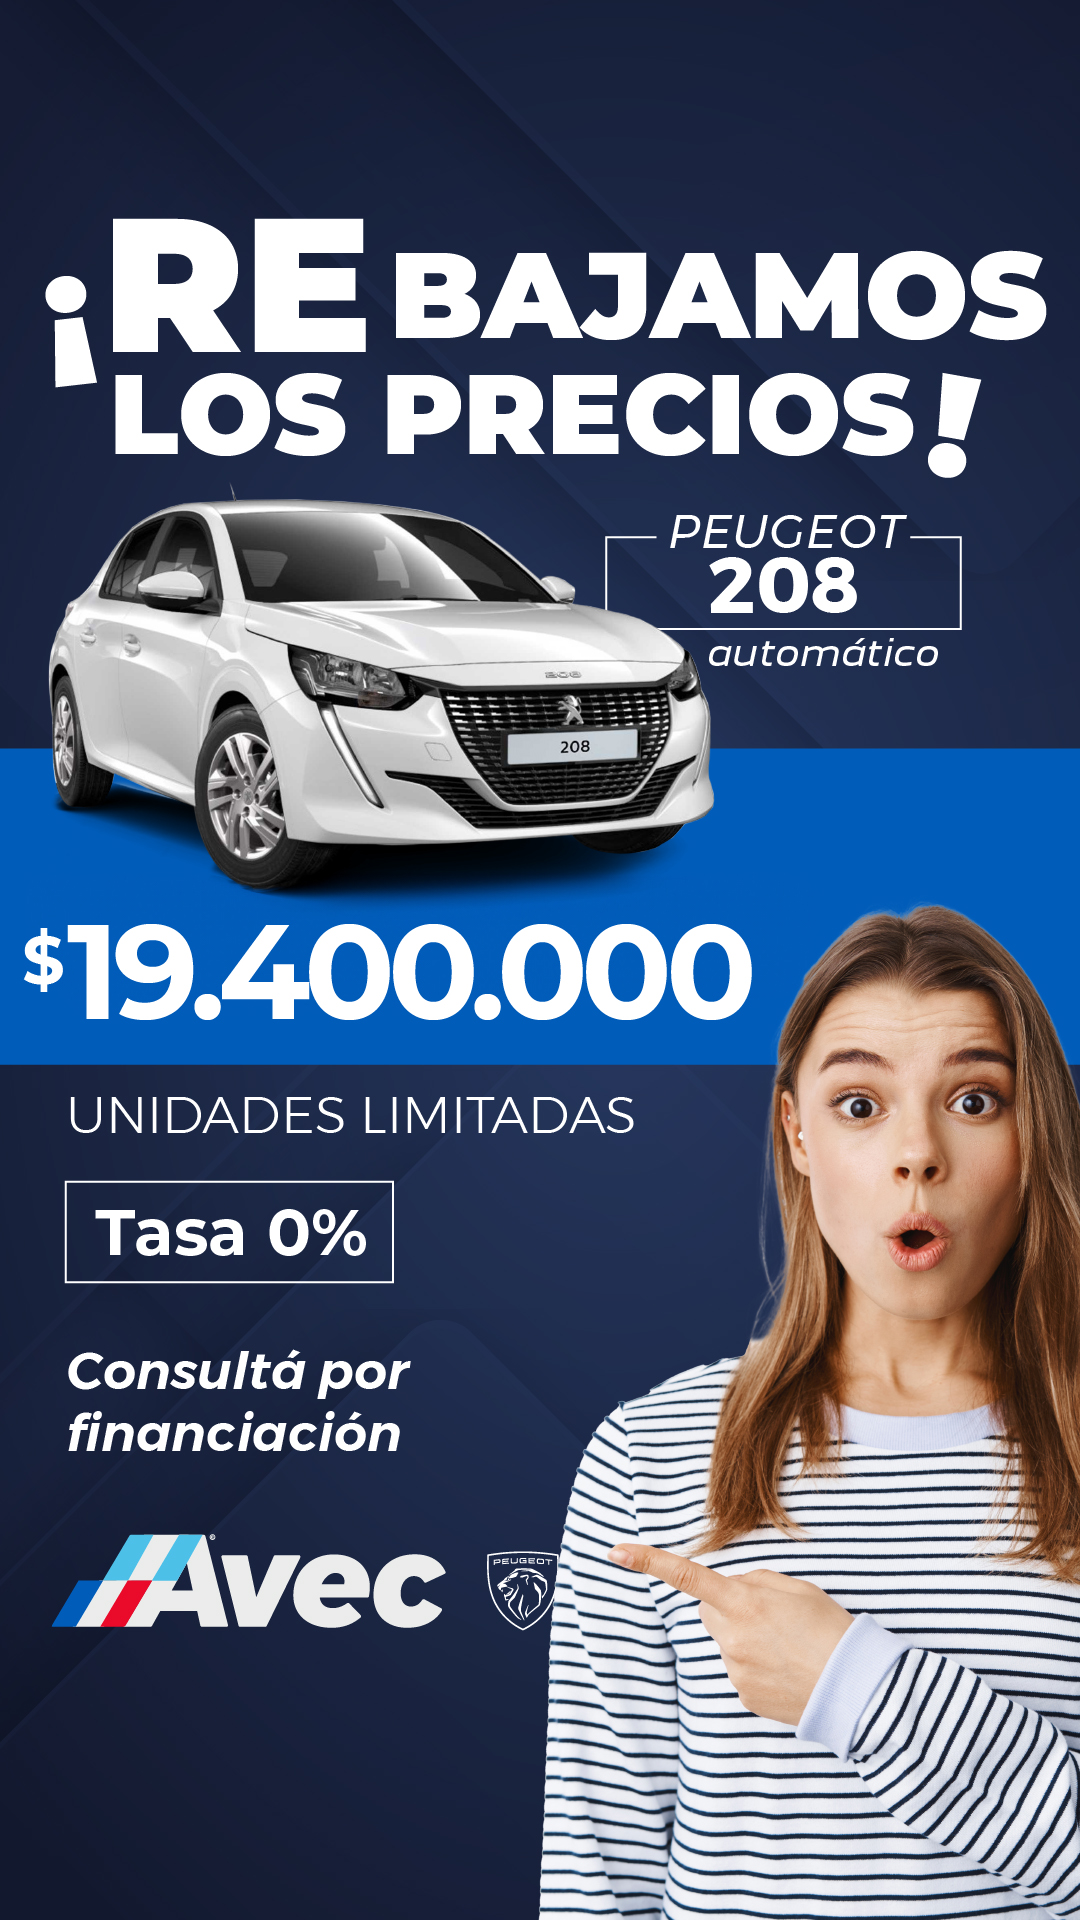 ¡RE BAJAMOS
LOS PRECIOS!
PEUGEOT
208
automático
208
208
$19.400.000
UNIDADES LIMITADAS
Tasa 0%
Consultá por
financiación
Avec®
PEUGEOT